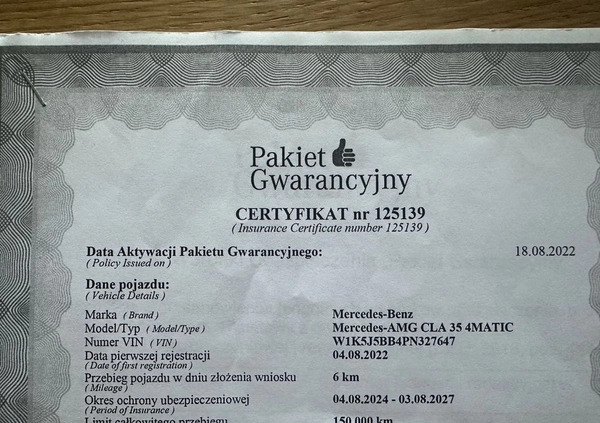 Pakiet
Gwarancyjny
CERTYFIKAT nr 125139
( Insurance Certificate number 125139 )
Data Aktywacji Pakietu Gwarancyjnego: 18.08.2022
( Policy Issued on )
Dane pojazdu:
( Vehicle Details )
Marka ( Brand ) Mercedes-Benz
Model/Typ ( Model/Type ) Mercedes-AMG CLA 35 4MATIC
Numer VIN ( VIN ) W1K5J5BB4PN327647
Data pierwszej rejestracji 04.08.2022
( Date of first registration )
Przebieg pojazdu w dniu złożenia wniosku 6 km
( Mileage )
Okres ochrony ubezpieczeniowej 04.08.2024 - 03.08.2027
( Period of Insurance )
Limit całkowitego przebiegu 150 000 km